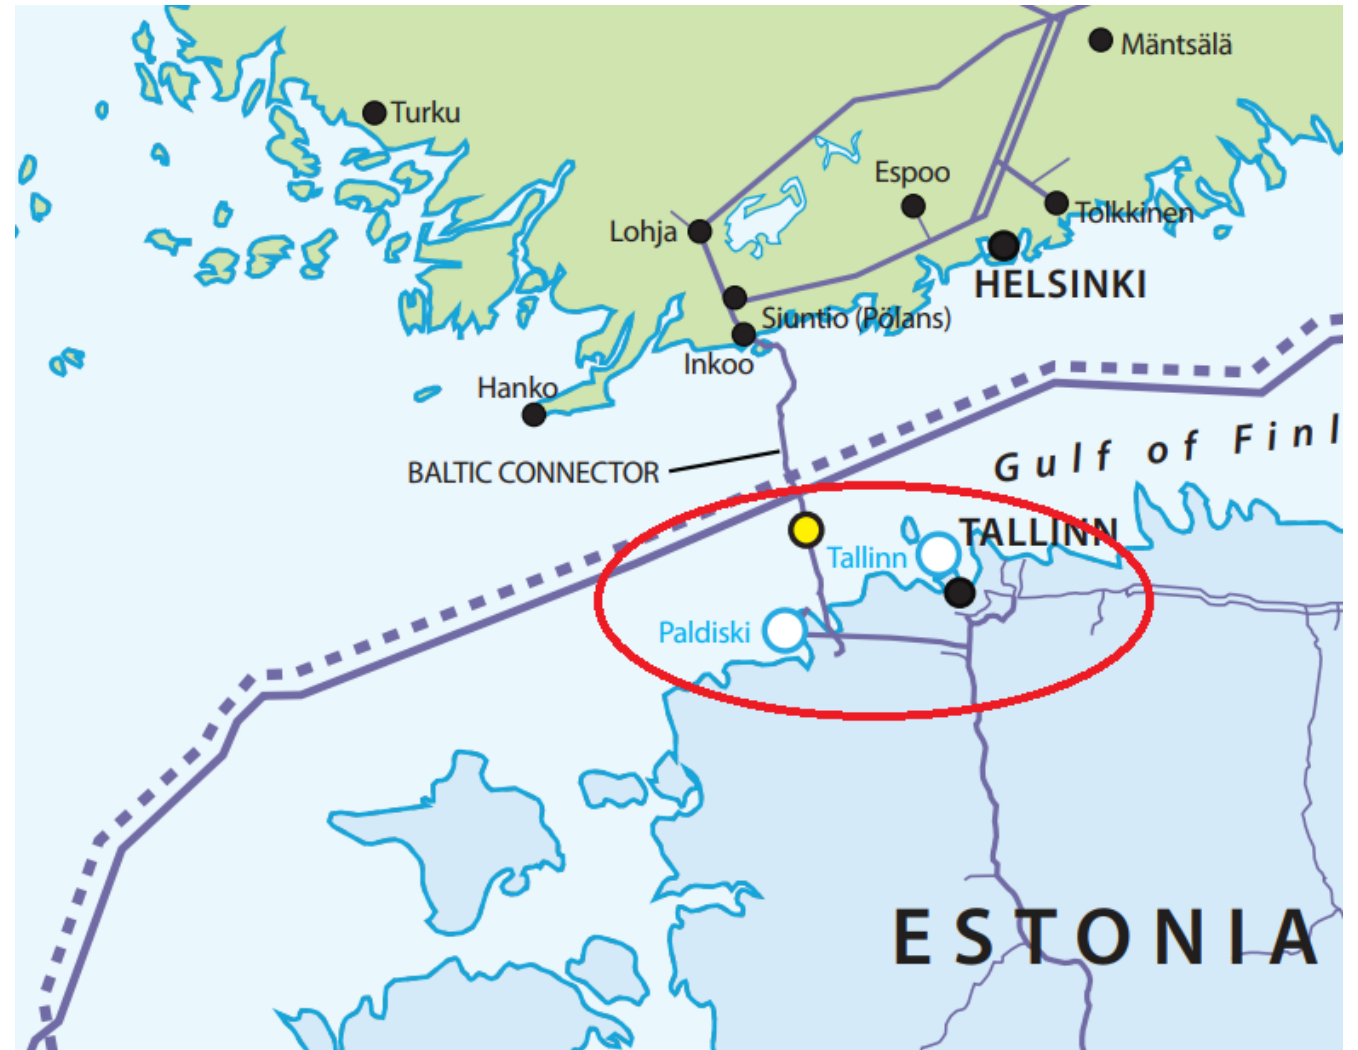 Mäntsälä
Turku
Espoo
Tolkkinen
Lohja
HELSINKI
Siuntio (Pölans)
Inkoo
Hanko
Gulf of Finl
BALTIC CONNECTOR
TALLINN
Tallinn
Paldiski
ESTONIA